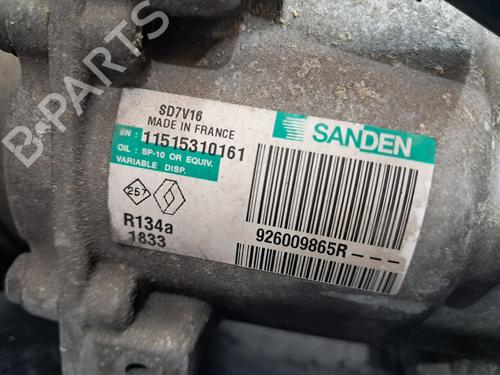 B-PARTS
SD7V16
MADE IN FRANCE
SN: 11515310161
OIL: SP-10 OR EQUIV.
VARIABLE DISP.
SANDEN
257
R134a
1833
926009865R---